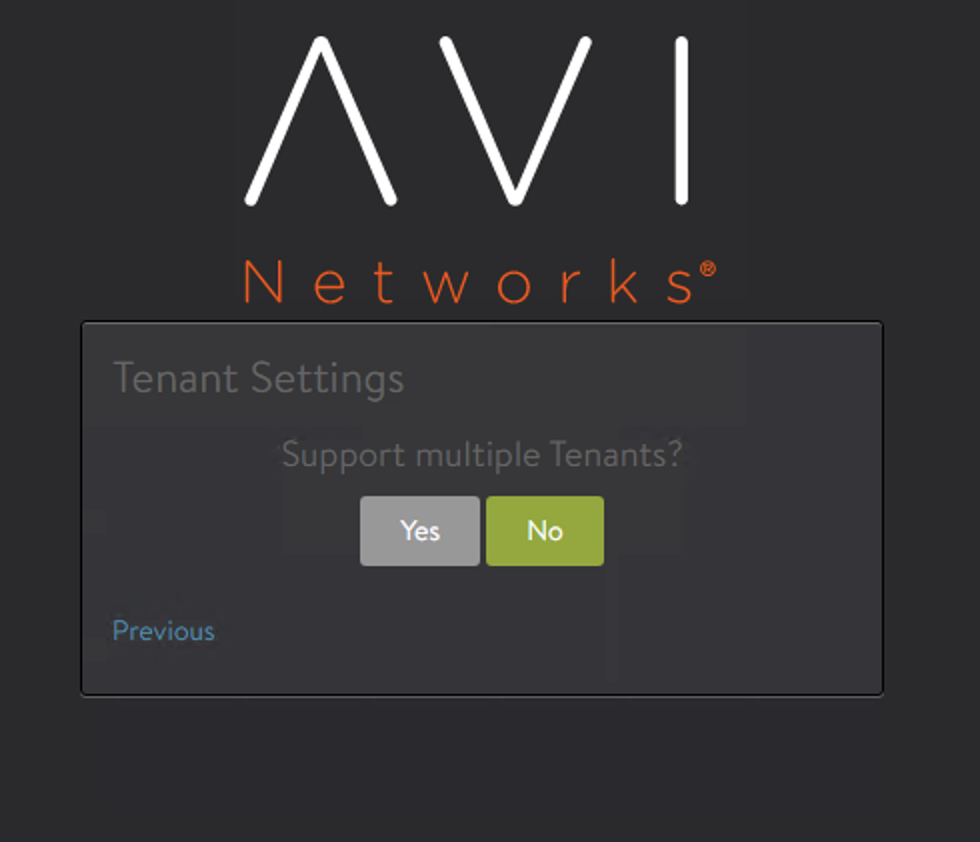 AVI
Networks®
Tenant Settings
Support multiple Tenants?
Yes No
Previous